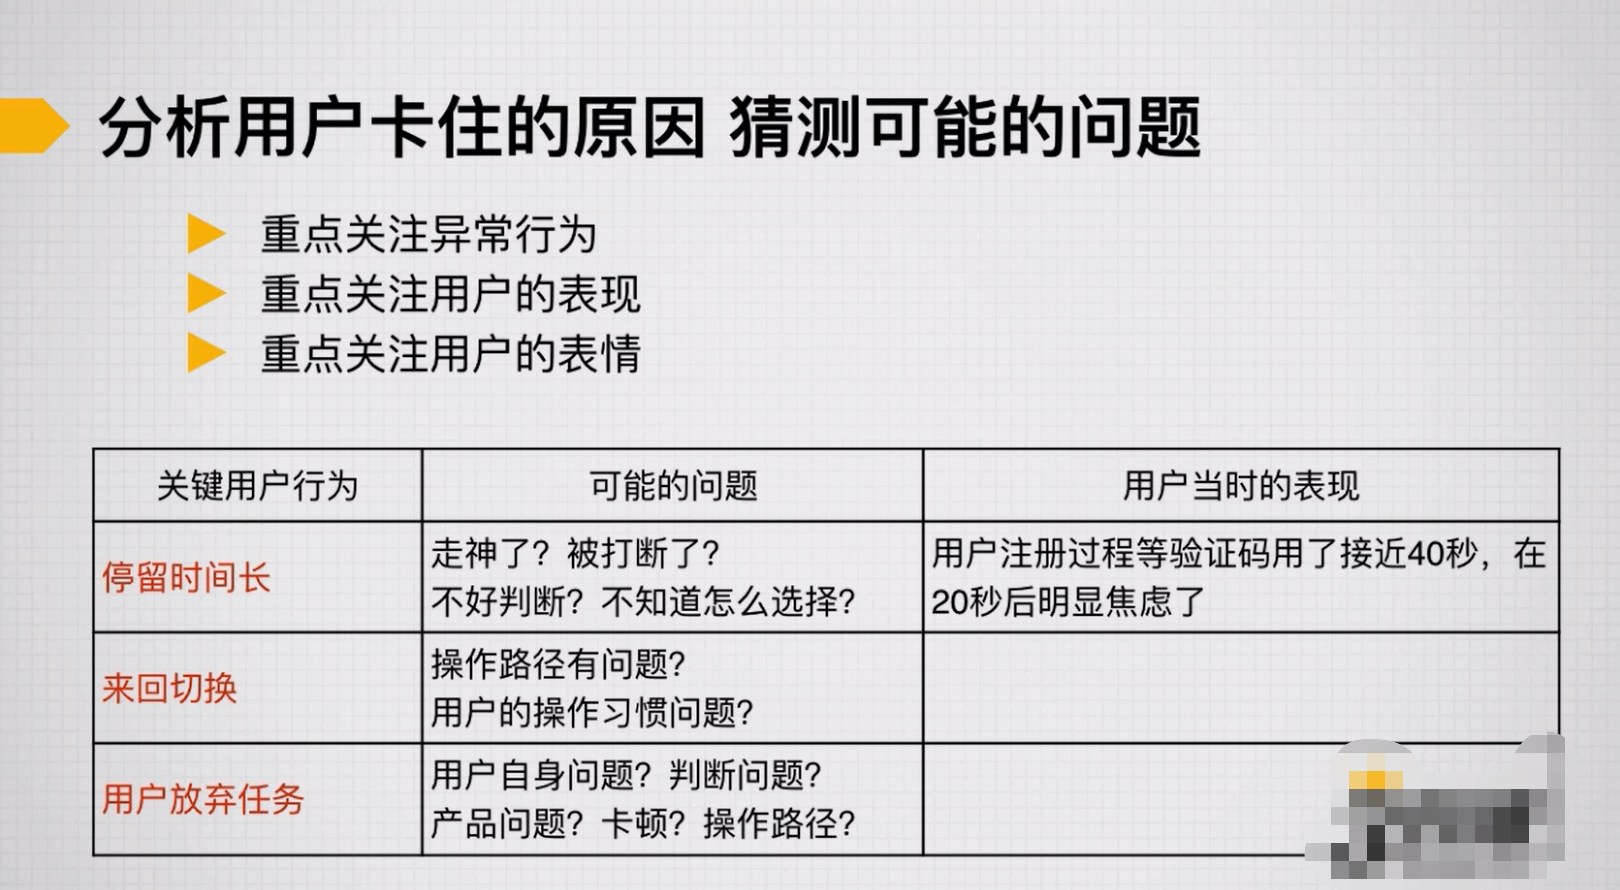 分析用户卡住的原因 猜测可能的问题
重点关注异常行为
重点关注用户的表现
重点关注用户的表情
关键用户行为
可能的问题
用户当时的表现
停留时间长
走神了？被打断了？
不好判断？不知道怎么选择？
用户注册过程等验证码用了接近40秒，在
20秒后明显焦虑了
来回切换
操作路径有问题？
用户的操作习惯问题？
用户放弃任务
用户自身问题？判断问题？
产品问题？卡顿？操作路径？